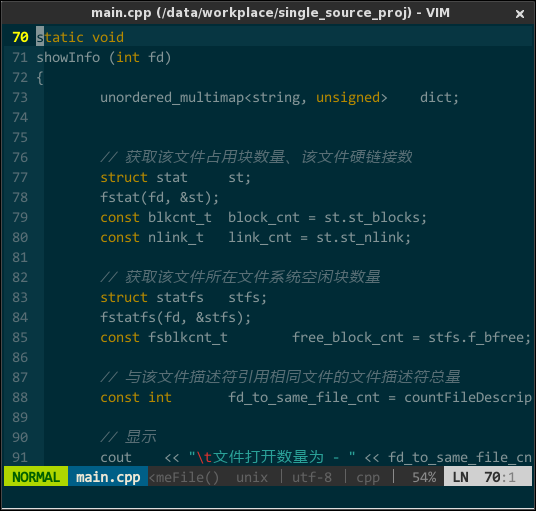 main.cpp (/data/workplace/single_source_proj) - VIM ×
70 static void
71 showInfo (int fd)
72 {
73 unordered_multimap<string, unsigned> dict;
74
75
76 // 获取该文件占用块数量、该文件硬链接数
77 struct stat st;
78 fstat(fd, &st);
79 const blkcnt_t block_cnt = st.st_blocks;
80 const nlink_t link_cnt = st.st_nlink;
81
82 // 获取该文件所在文件系统空闲块数量
83 struct statfs stfs;
84 fstatfs(fd, &stfs);
85 const fsblkcnt_t free_block_cnt = stfs.f_bfree;
86
87 // 与该文件描述符引用相同文件的文件描述符总量
88 const int fd_to_same_file_cnt = countFileDescrip
89
90 // 显示
91 cout << "\t文件打开数量为 - " << fd_to_same_file_cn
NORMAL main.cpp <meFile() unix | utf-8 | cpp | 54% LN 70:1